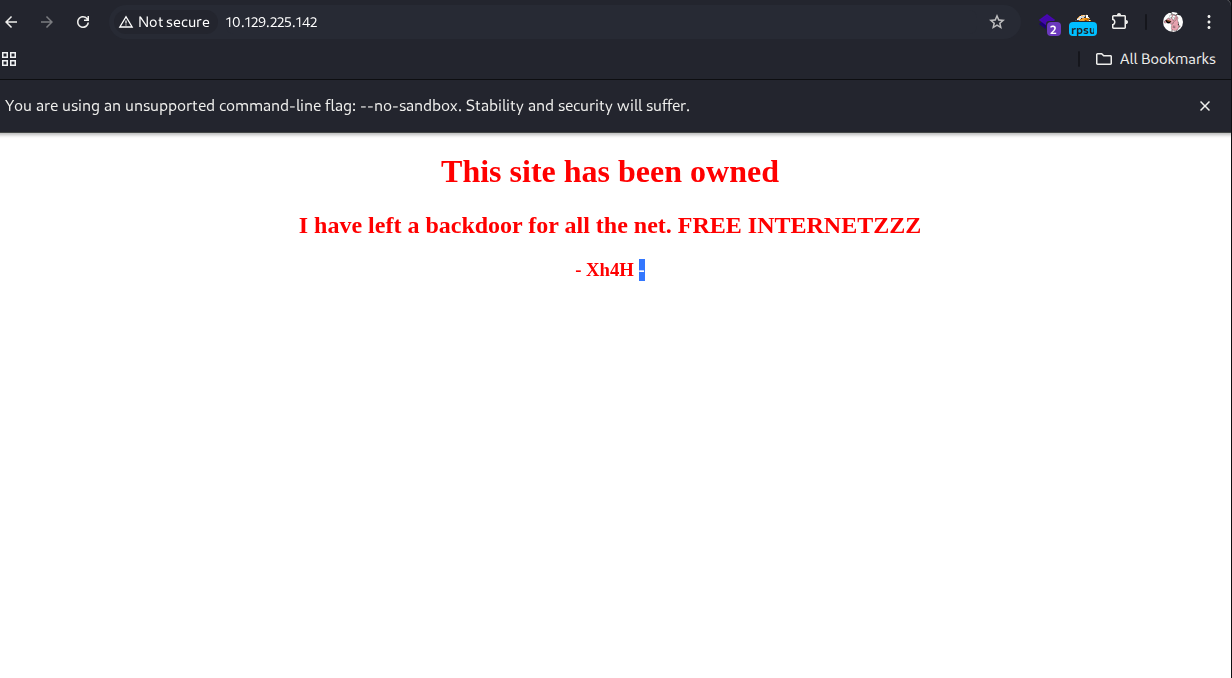 Not secure 10.129.225.142
2
rpsu
All Bookmarks
You are using an unsupported command-line flag: --no-sandbox. Stability and security will suffer.
This site has been owned
I have left a backdoor for all the net. FREE INTERNETZZZ
- Xh4H -